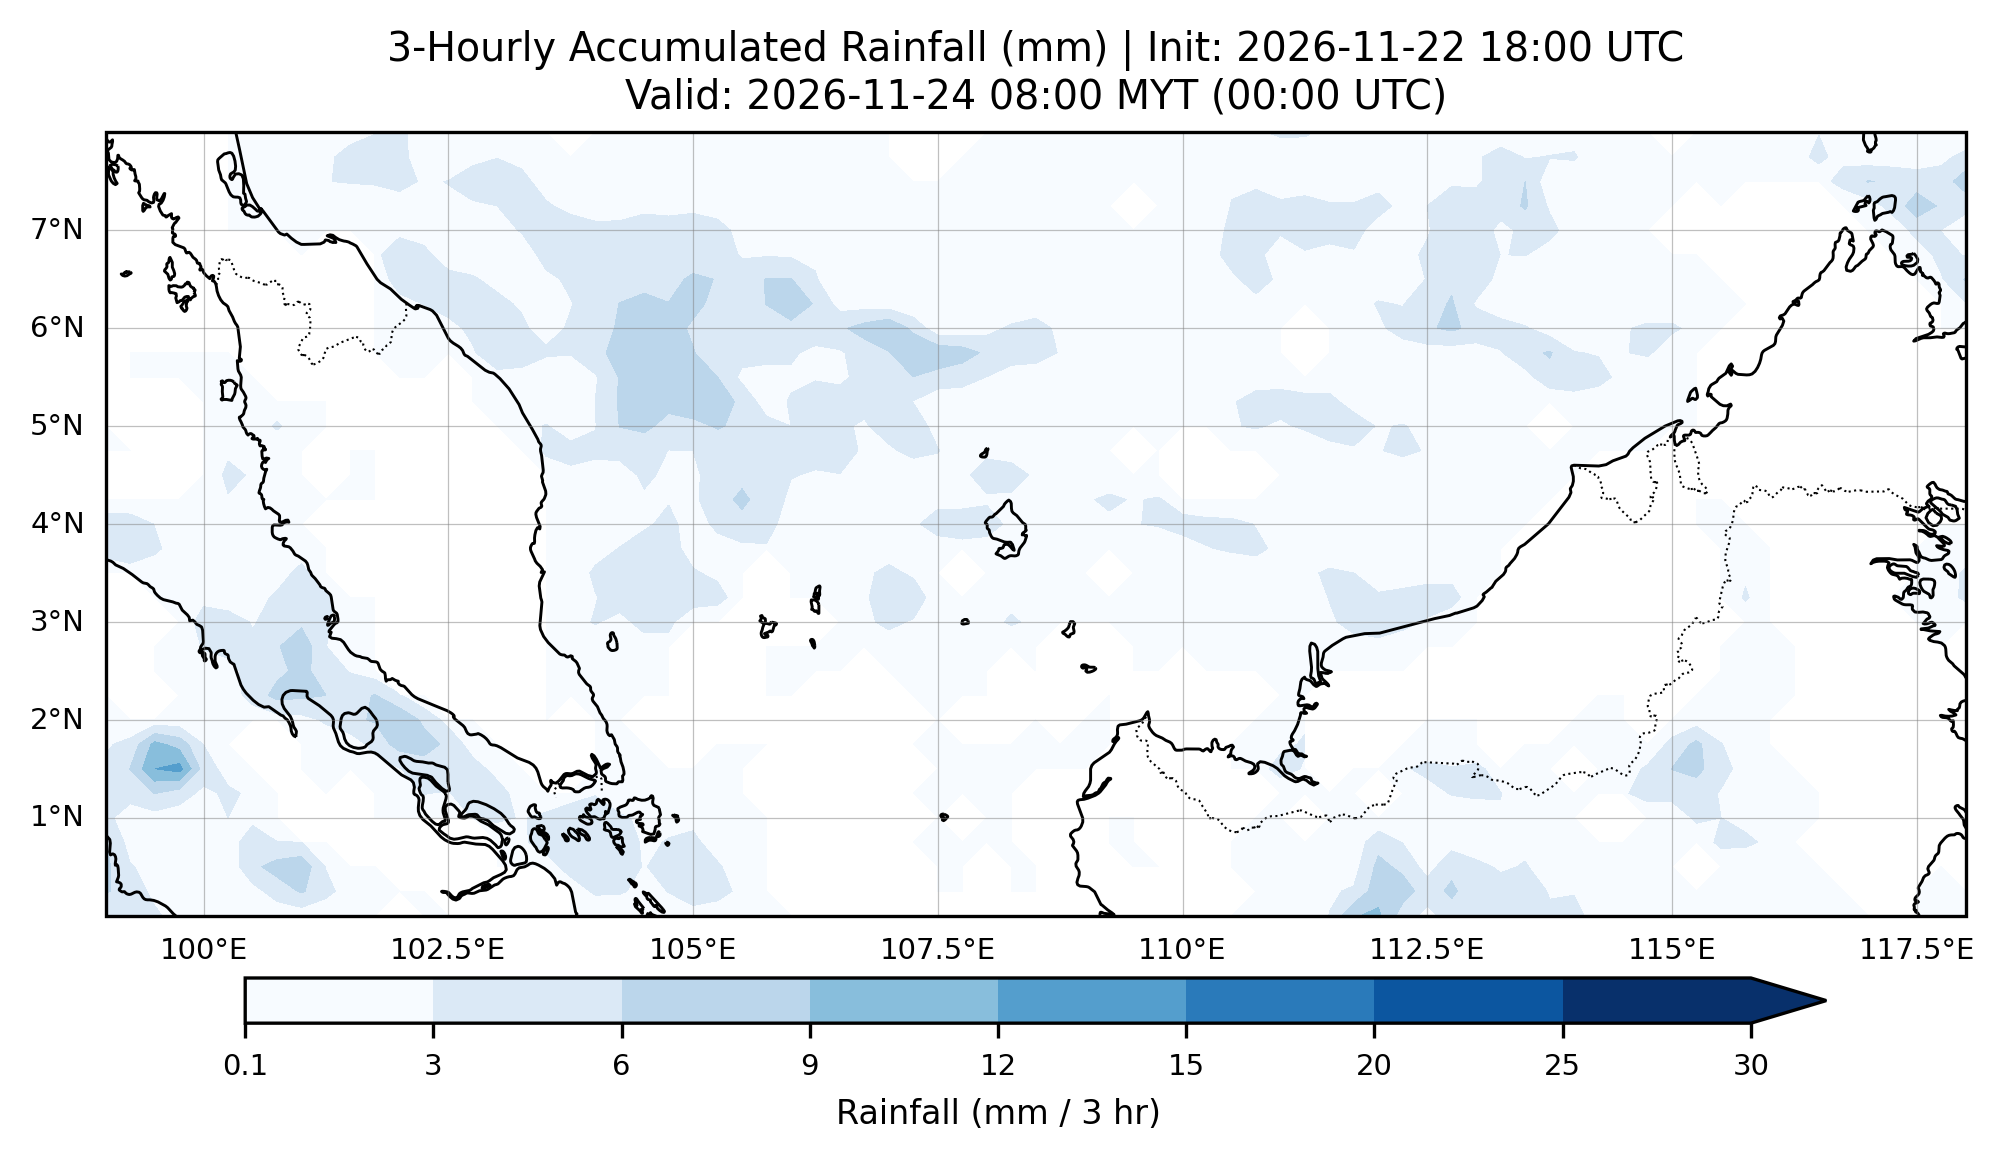 3-Hourly Accumulated Rainfall (mm) | Init: 2026-11-22 18:00 UTC
Valid: 2026-11-24 08:00 MYT (00:00 UTC)
7°N
6°N
5°N
4°N
3°N
2°N
1°N
100°E 102.5°E 105°E 107.5°E 110°E 112.5°E 115°E 117.5°E
0.1 3 6 9 12 15 20 25 30
Rainfall (mm / 3 hr)